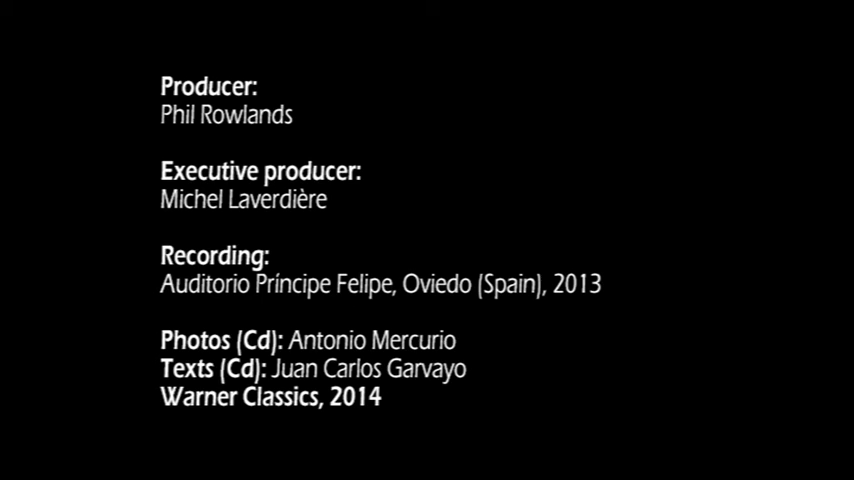 Producer:
Phil Rowlands
Executive producer:
Michel Laverdière
Recording:
Auditorio Príncipe Felipe, Oviedo (Spain), 2013
Photos (Cd): Antonio Mercurio
Texts (Cd): Juan Carlos Garvayo
Warner Classics, 2014